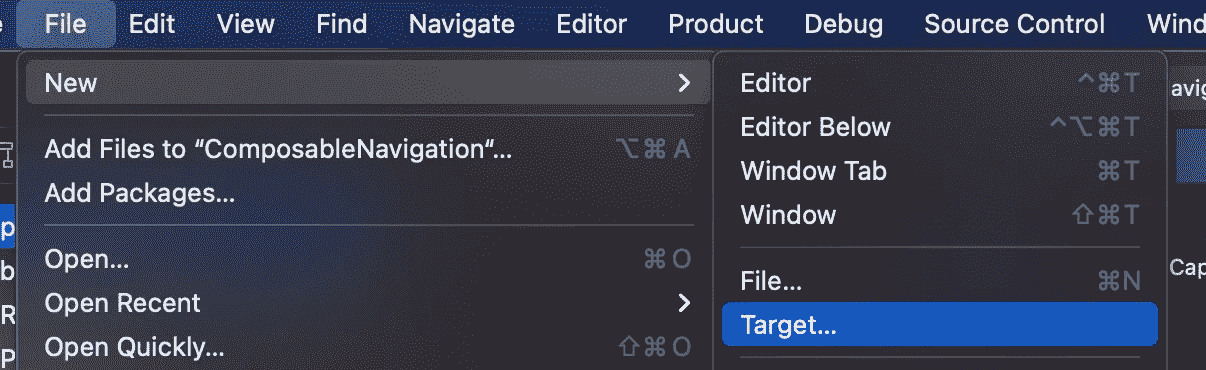 File Edit View Find Navigate Editor Product Debug Source Control Wind
New
Add Files to “ComposableNavigation“... ⌥⌘A
Add Packages...
Open... ⌘O
Open Recent
Open Quickly... ⇧⌘O
Editor ^⌘T
Editor Below ^⌥⌘T
Window Tab ⌘T
Window ⇧⌘T
File... ⌘N
Target...
avig
Cap
p
b
R
P